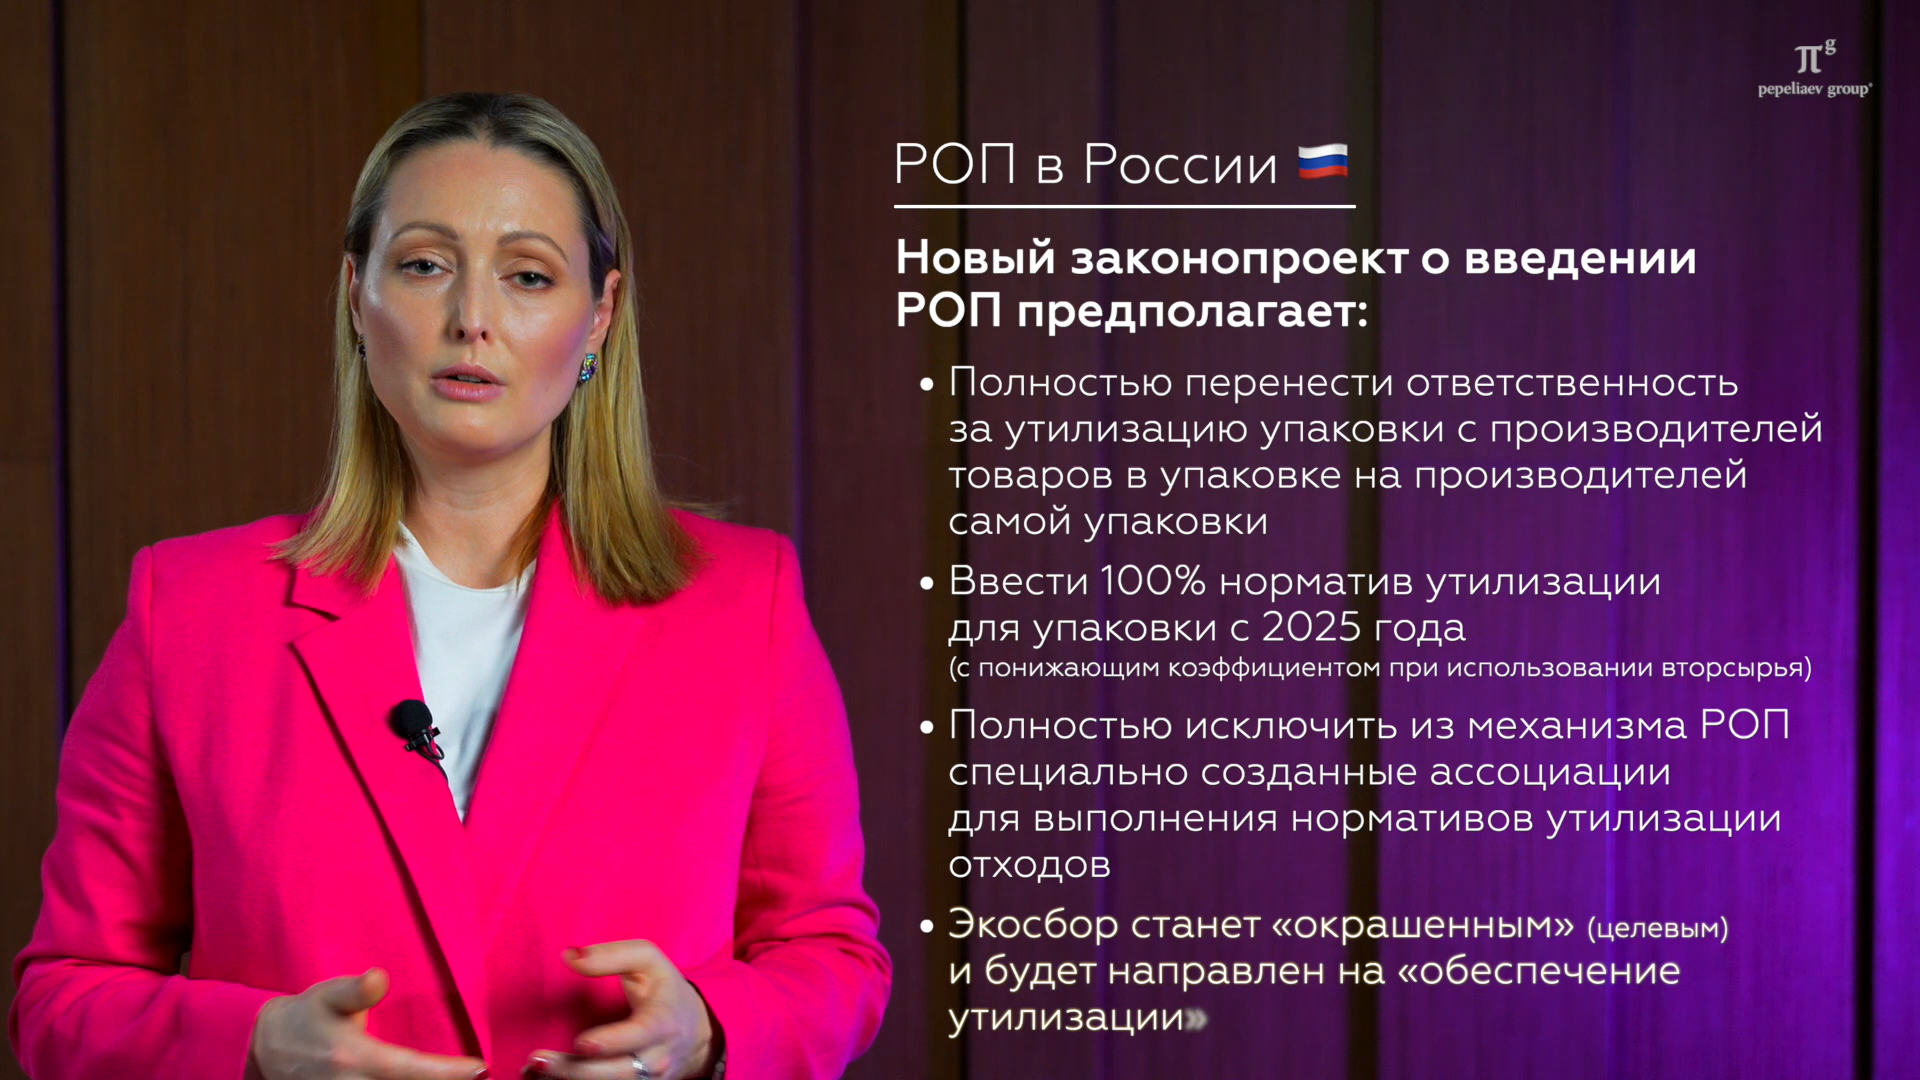 πg
pepeliaev group®
РОП в России
Новый законопроект о введении
РОП предполагает:
• Полностью перенести ответственность
за утилизацию упаковки с производителей
товаров в упаковке на производителей
самой упаковки
• Ввести 100% норматив утилизации
для упаковки с 2025 года
(с понижающим коэффициентом при использовании вторсырья)
• Полностью исключить из механизма РОП
специально созданные ассоциации
для выполнения нормативов утилизации
отходов
• Экосбор станет «окрашенным» (целевым)
и будет направлен на «обеспечение
утилизации»